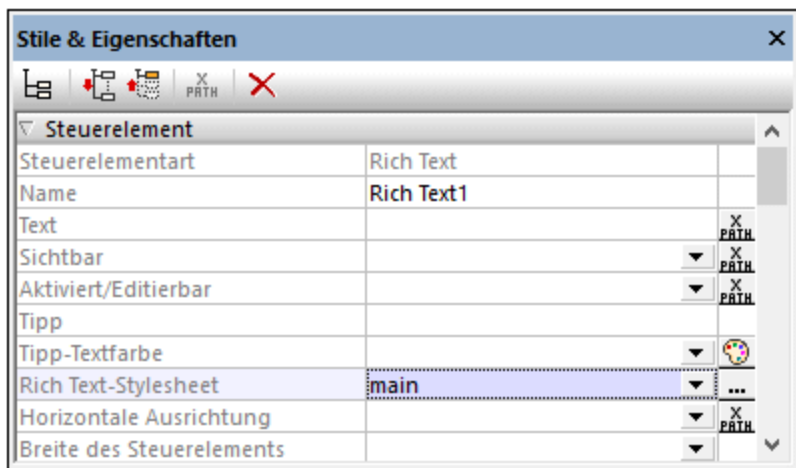 Stile & Eigenschaften
X PATH
Steuerelement
Steuerelementart Rich Text
Name Rich Text1
Text X PATH
Sichtbar X PATH
Aktiviert/Editierbar X PATH
Tipp
Tipp-Textfarbe
Rich Text-Stylesheet main ...
Horizontale Ausrichtung X PATH
Breite des Steuerelements